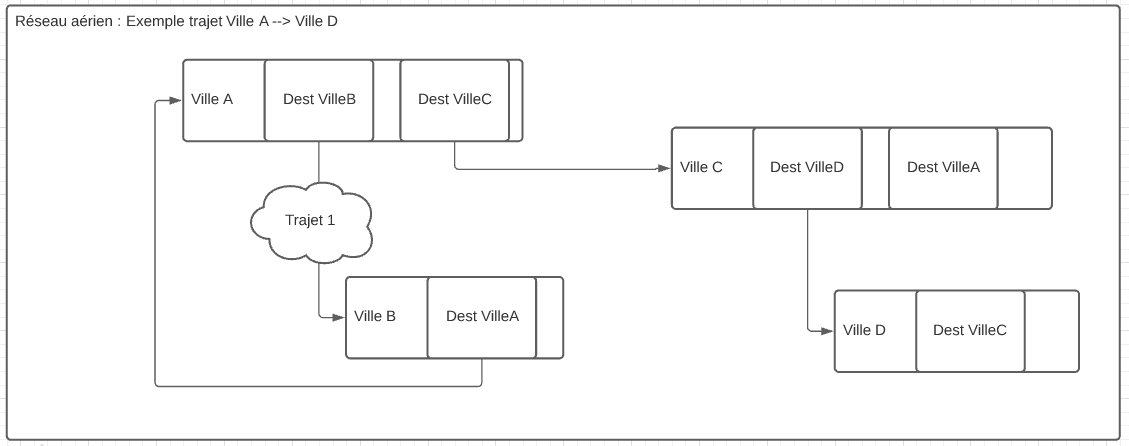 Réseau aérien : Exemple trajet Ville A --> Ville D
Ville A
Dest VilleB
Dest VilleC
Ville C
Dest VilleD
Dest VilleA
Trajet 1
Ville B
Dest VilleA
Ville D
Dest VilleC